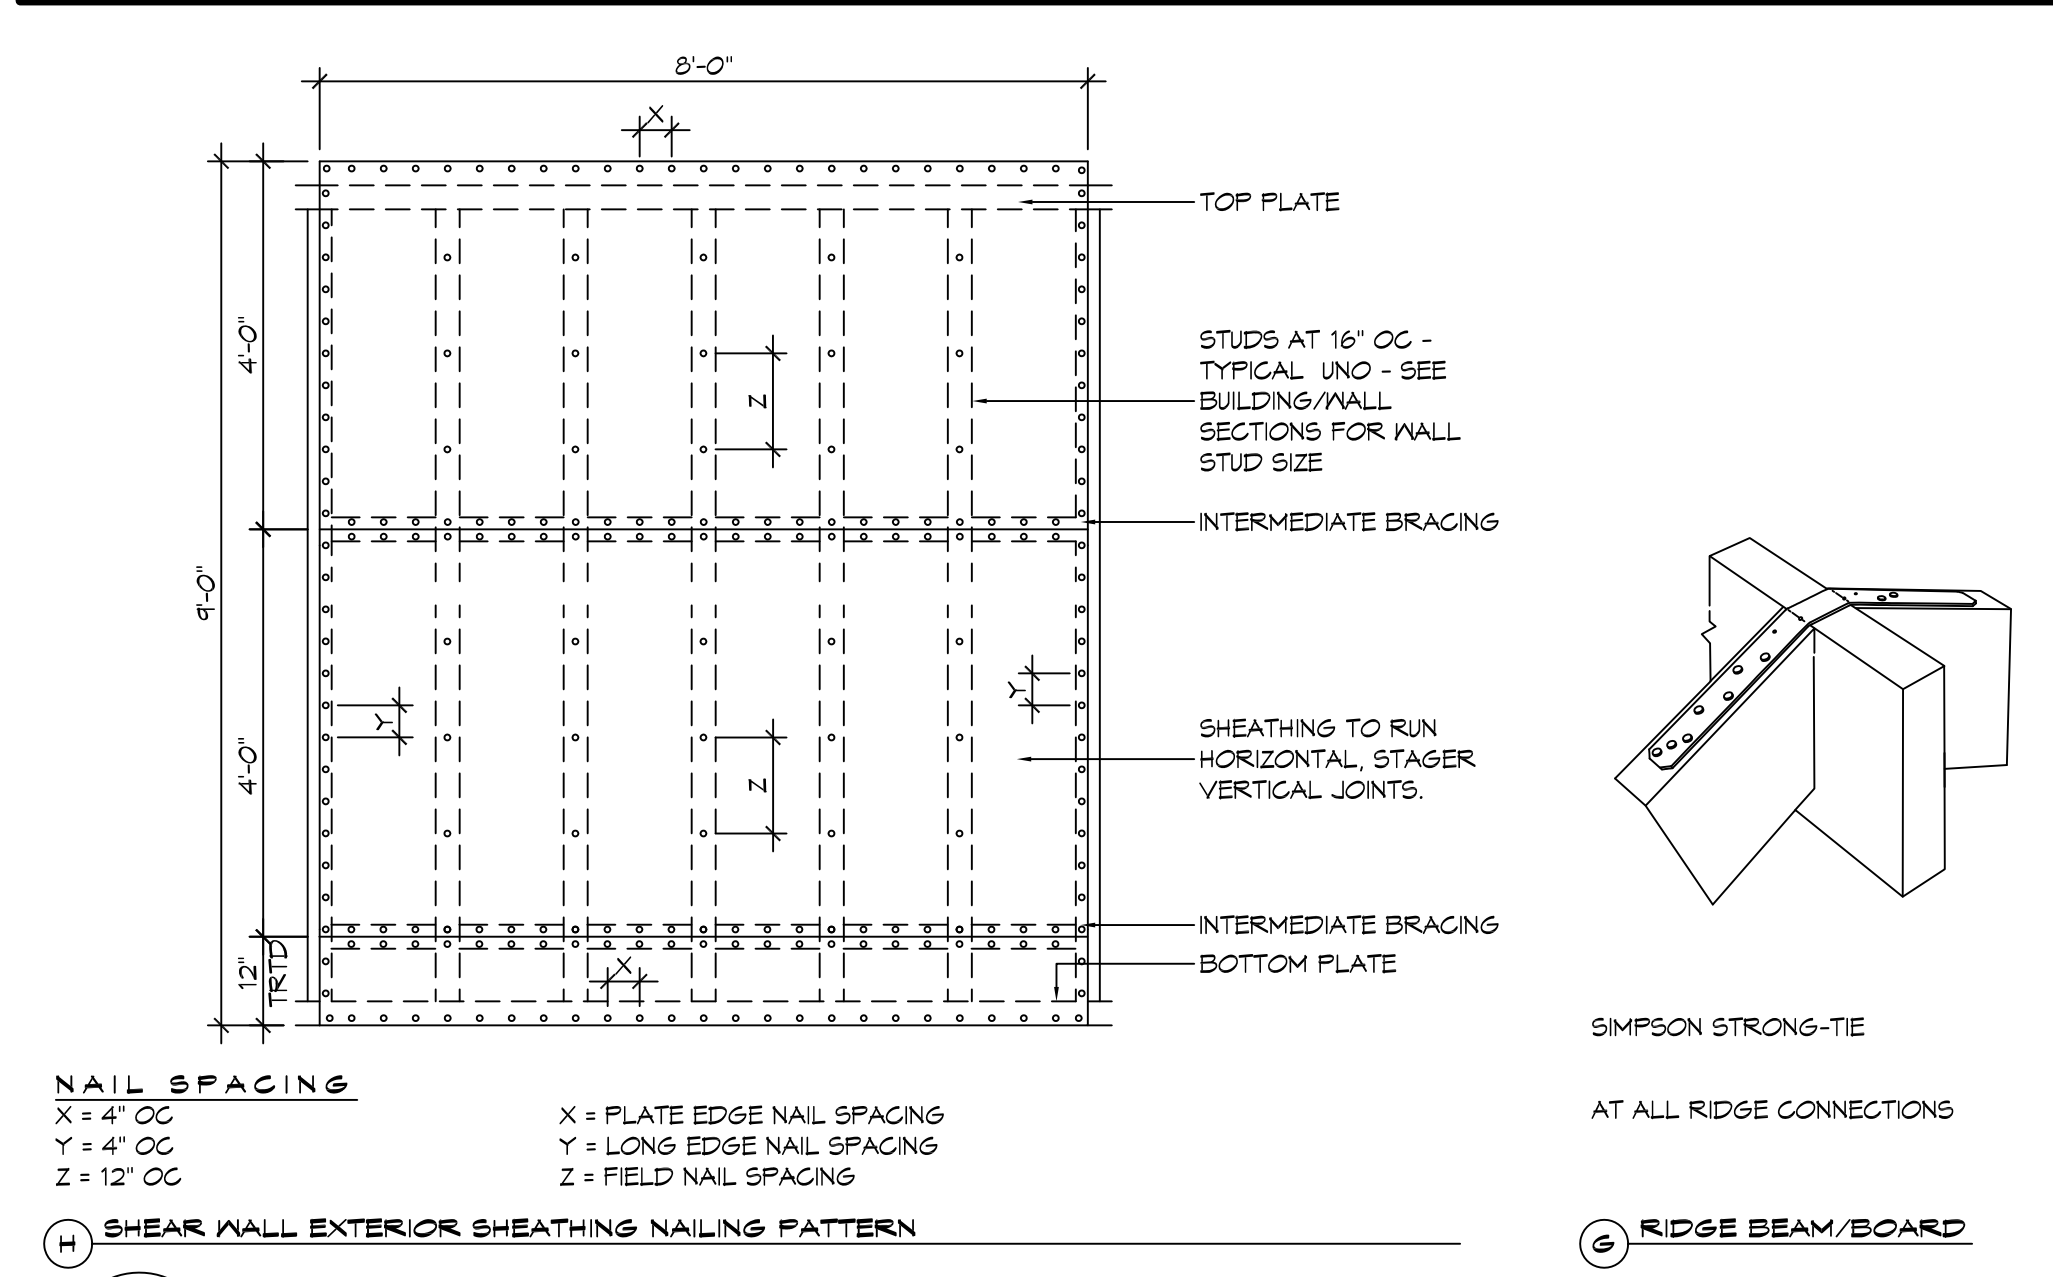 8'-0"
X
TOP PLATE
4'-0"
STUDS AT 16" OC -
TYPICAL UNO - SEE
BUILDING/WALL
SECTIONS FOR WALL
STUD SIZE
Z
INTERMEDIATE BRACING
9'-0"
Y
Y
4'-0"
Z
SHEATHING TO RUN
HORIZONTAL, STAGER
VERTICAL JOINTS.
INTERMEDIATE BRACING
12"
TRTD
X
BOTTOM PLATE
SIMPSON STRONG-TIE
AT ALL RIDGE CONNECTIONS
NAIL SPACING
X = 4" OC
Y = 4" OC
Z = 12" OC
X = PLATE EDGE NAIL SPACING
Y = LONG EDGE NAIL SPACING
Z = FIELD NAIL SPACING
H SHEAR WALL EXTERIOR SHEATHING NAILING PATTERN
G RIDGE BEAM/BOARD